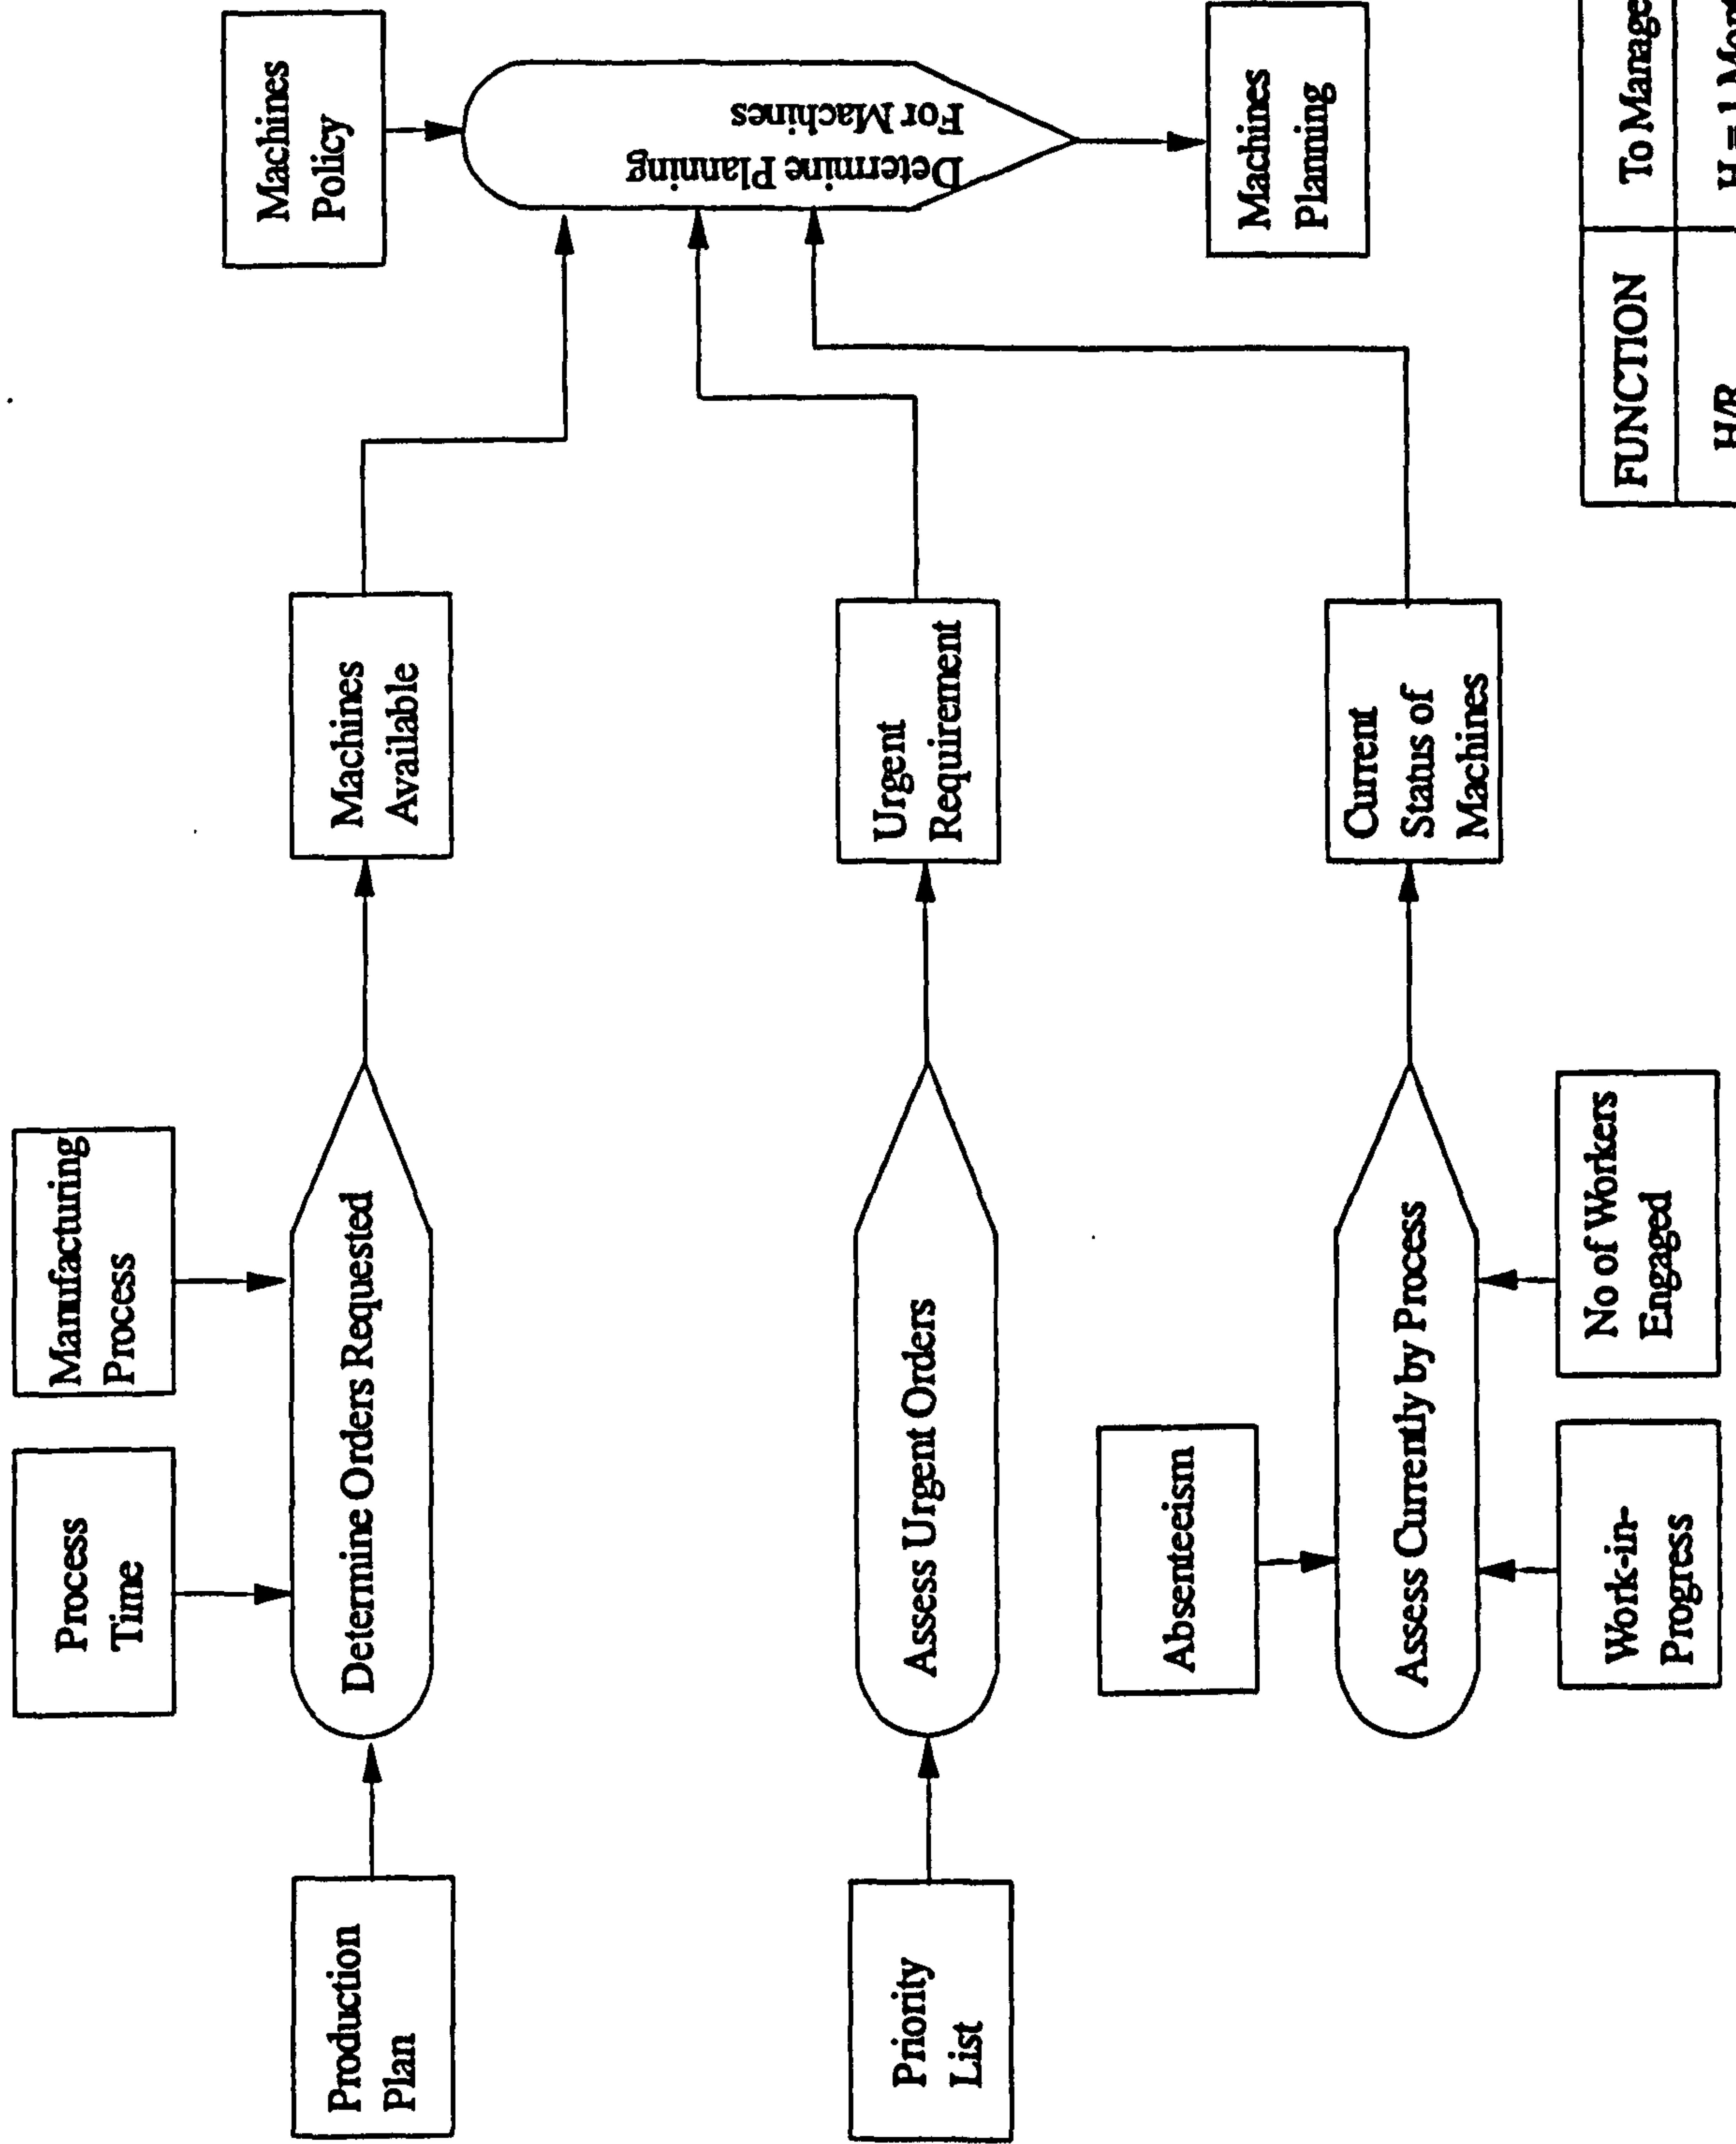 Process
Time
Manufacturing
Process
Machines
Policy
Production
Plan
Determine Orders Requested
Machines
Available
Determine Planning
For Machines
Priority
List
Assess Urgent Orders
Urgent
Requirement
Absenteeism
Machines
Planning
Assess Currently by Process
Current
Status of
Machines
Work-in-
Progress
No of Workers
Engaged
FUNCTION To Manage
H/R H = 1